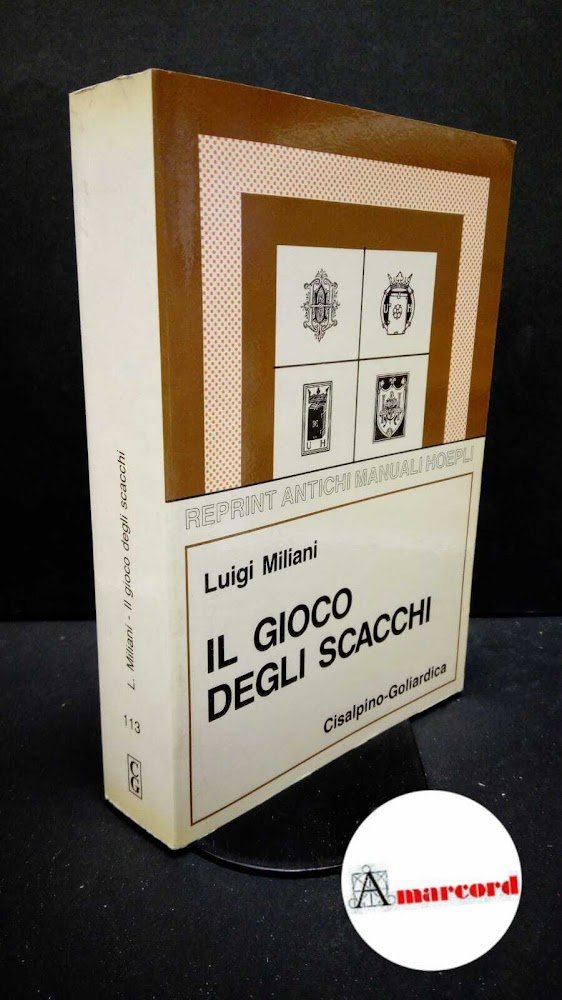 REPRINT ANTICHI MANUALI HOEPLI
Luigi Miliani
IL GIOCO
DEGLI SCACCHI
Cisalpino-Goliardica
L. Miliani - Il gioco degli scacchi
113
U H
U H
Amarcord